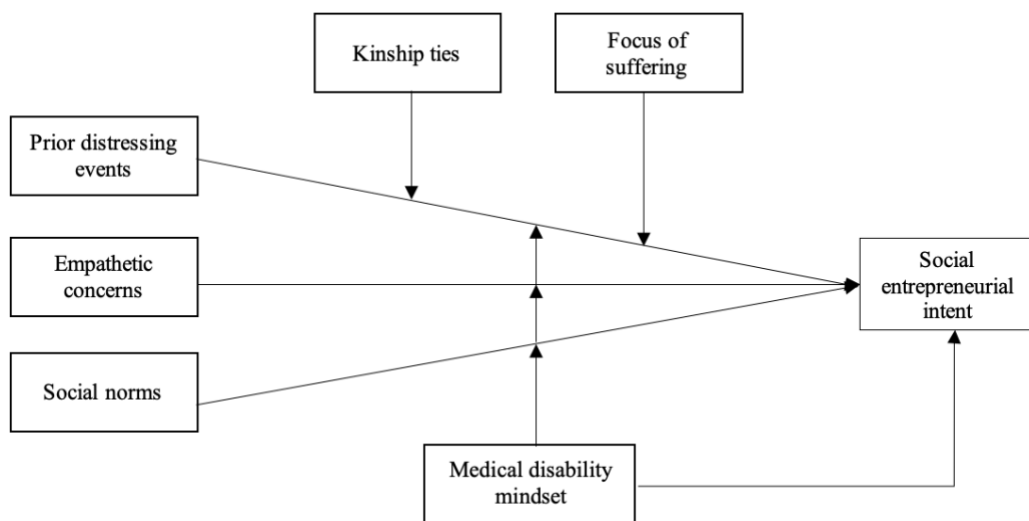 Kinship ties
Focus of
suffering
Prior distressing
events
Empathetic
concerns
Social
entrepreneurial
intent
Social norms
Medical disability
mindset